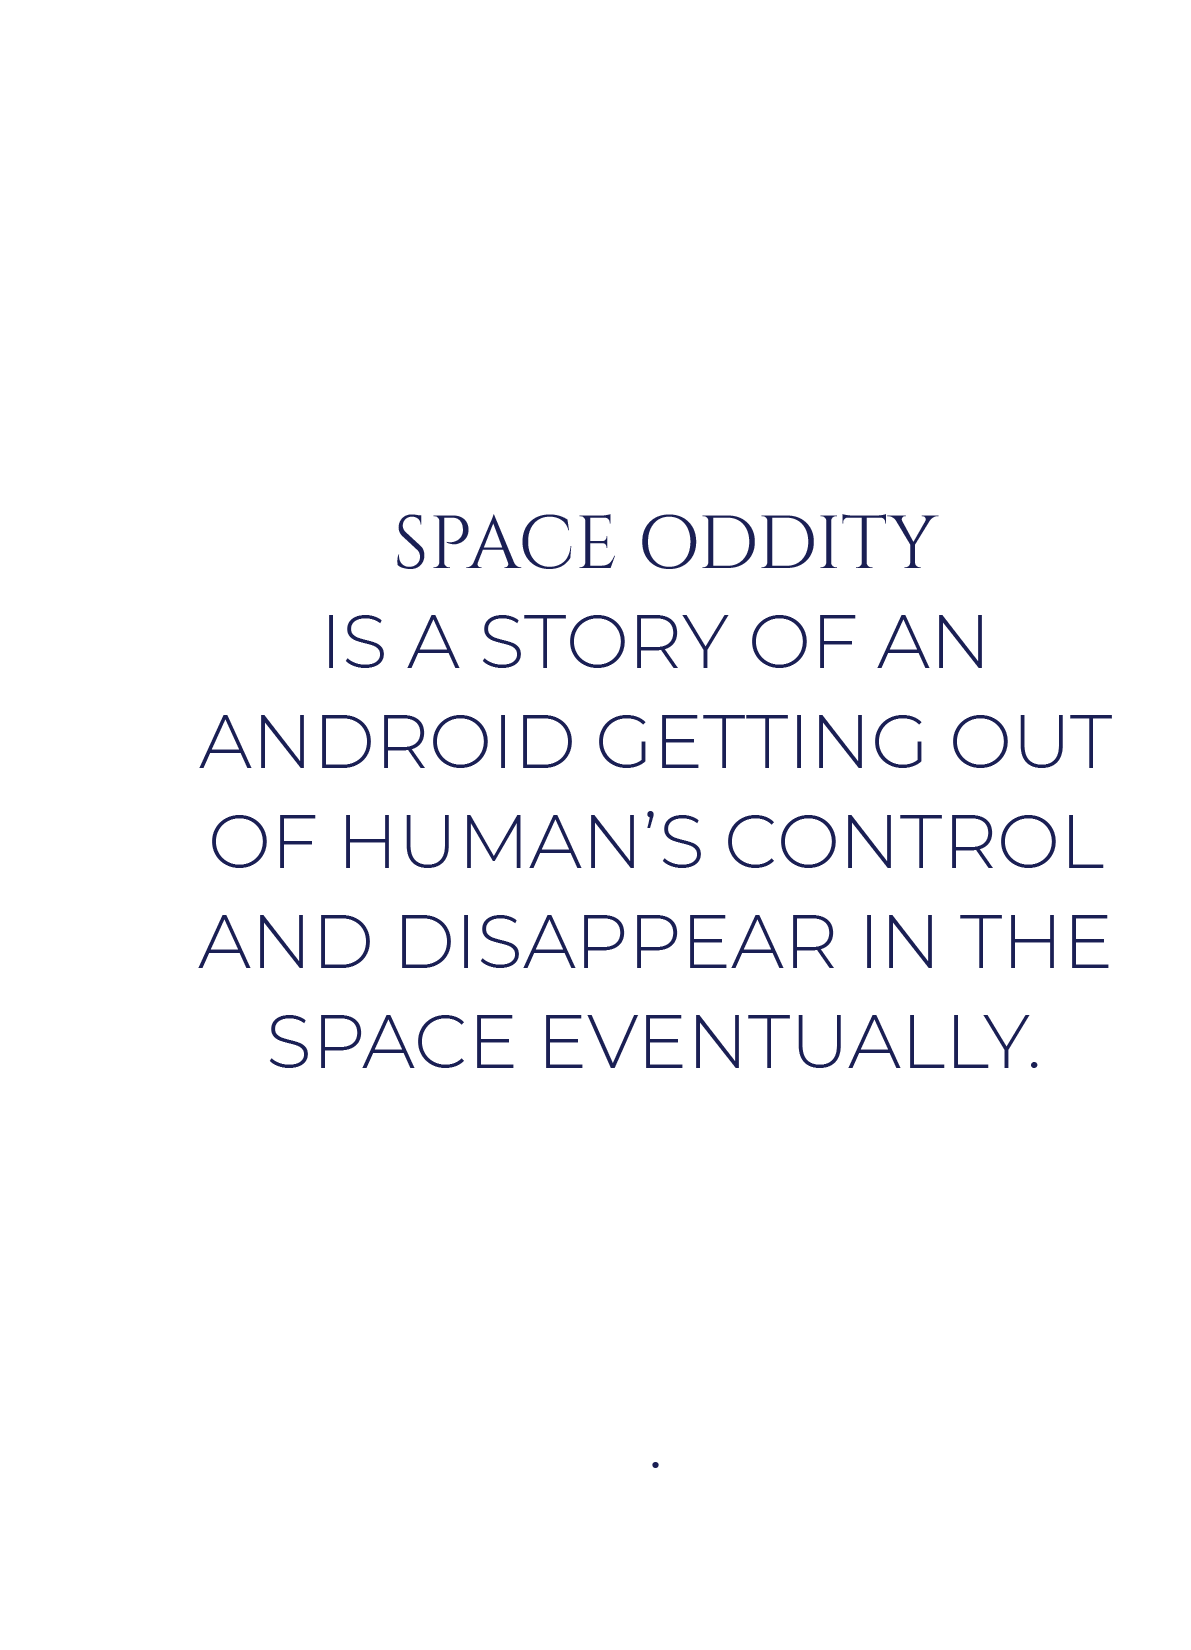 SPACE ODDITY
IS A STORY OF AN
ANDROID GETTING OUT
OF HUMAN’S CONTROL
AND DISAPPEAR IN THE
SPACE EVENTUALLY.
.